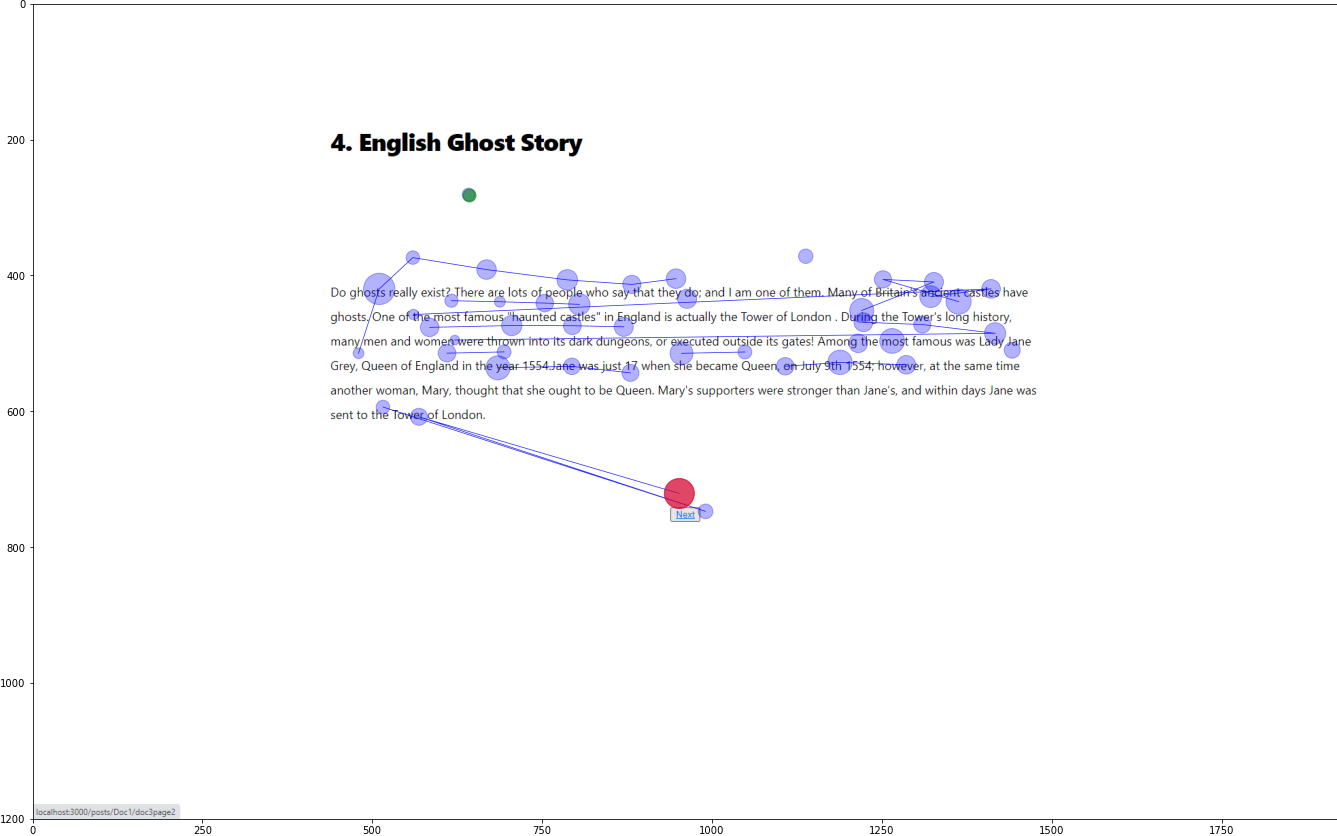 0
200
4. English Ghost Story
400
Do ghosts really exist? There are lots of people who say that they do; and I am one of them. Many of Britain's ancient castles have
ghosts. One of the most famous "haunted castles" in England is actually the Tower of London . During the Tower's long history,
many men and women were thrown into its dark dungeons, or executed outside its gates! Among the most famous was Lady Jane
Grey, Queen of England in the year 1554.Jane was just 17 when she became Queen, on July 9th 1554; however, at the same time
another woman, Mary, thought that she ought to be Queen. Mary's supporters were stronger than Jane's, and within days Jane was
600
sent to the Tower of London.
Next
800
1000
localhost:3000/posts/Doc1/doc3page2
1200
0 250 500 750 1000 1250 1500 1750